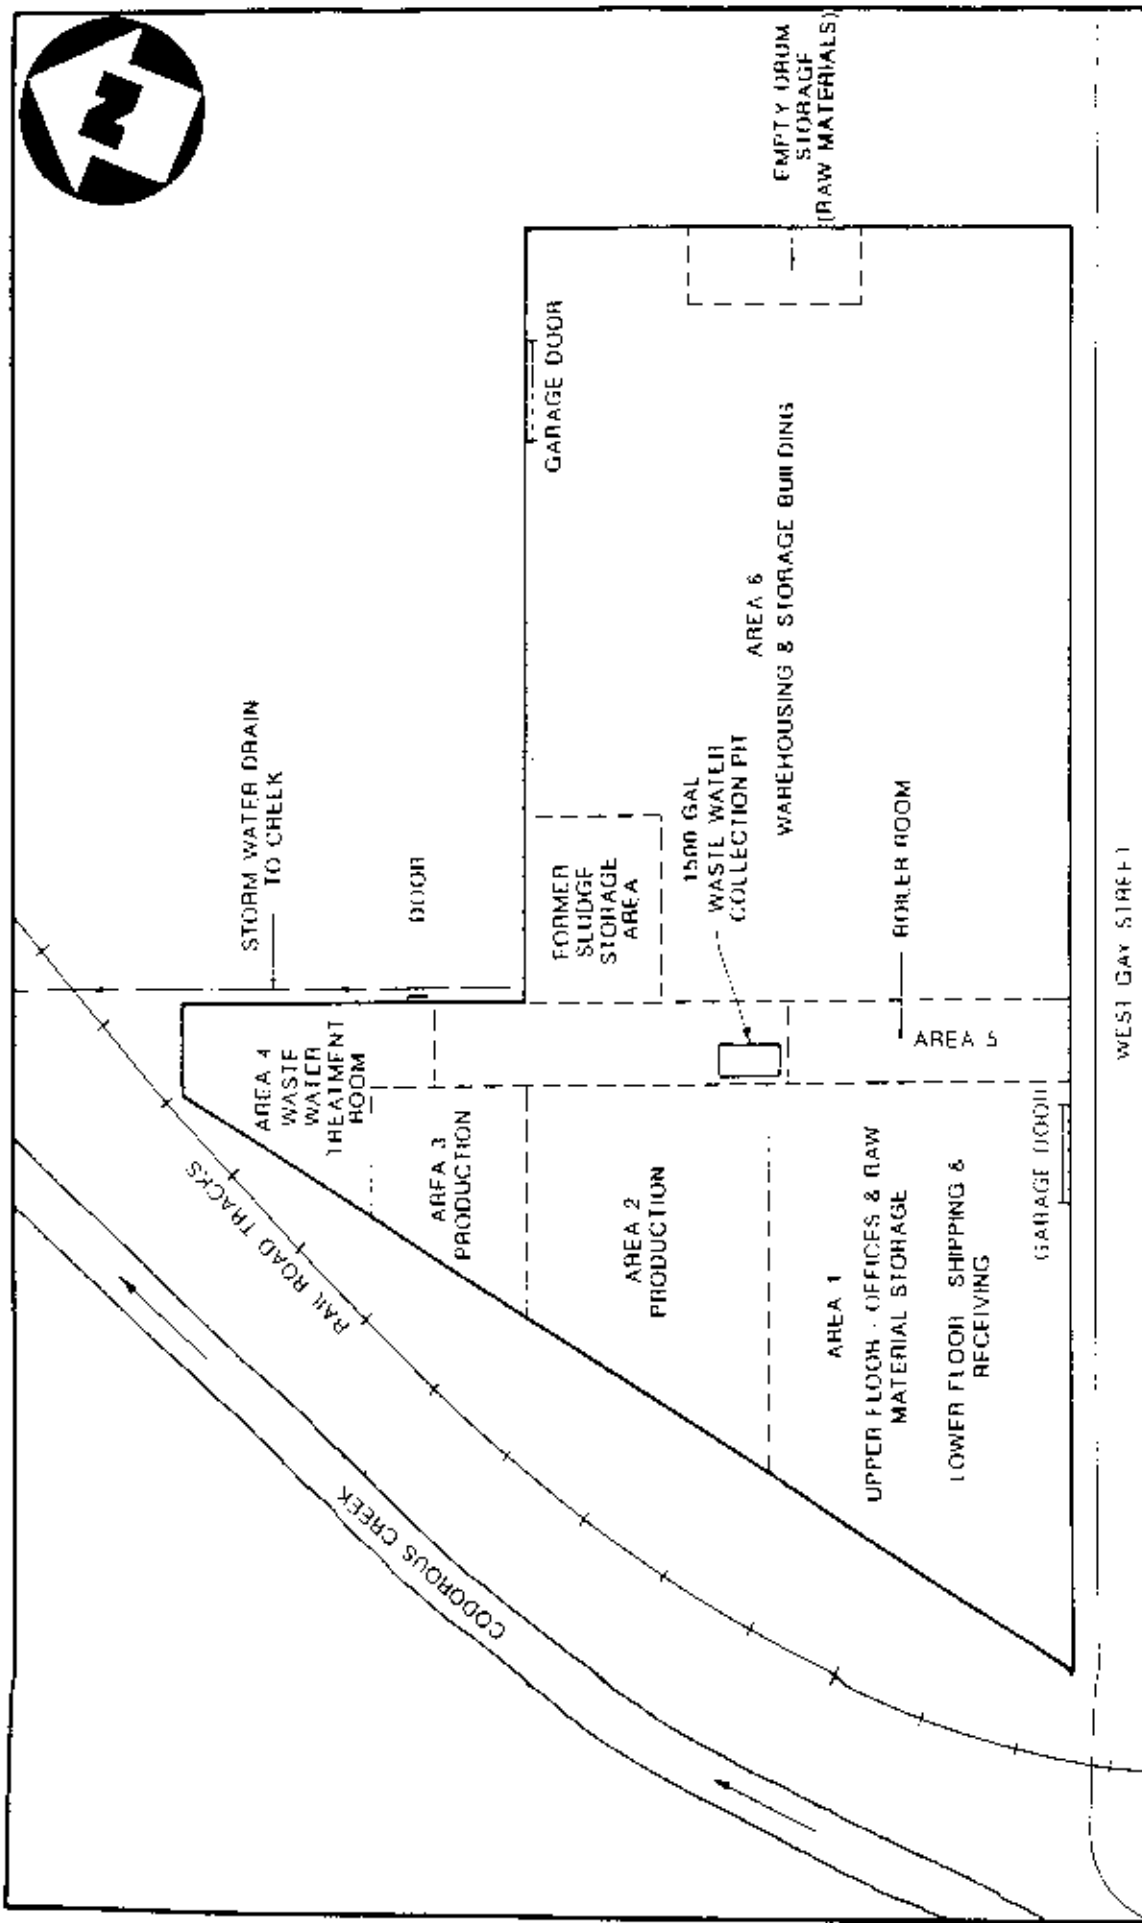 N
STORM WATER DRAIN
TO CREEK
DOOR
GARAGE DOOR
EMPTY DRUM
STORAGE
(RAW MATERIALS)
AREA 4
WASTE
WATER
TREATMENT
ROOM
FORMER
SLUDGE
STORAGE
AREA
RAIL ROAD TRACKS
CODOROUS CREEK
AREA 3
PRODUCTION
AREA 2
PRODUCTION
1500 GAL
WASTE WATER
COLLECTION PIT
AREA 6
WAREHOUSING & STORAGE BUILDING
AREA 1
UPPER FLOOR - OFFICES & RAW
MATERIAL STORAGE
LOWER FLOOR SHIPPING &
RECEIVING
BOILER ROOM
AREA 5
GARAGE DOOR
WEST GAY STREET